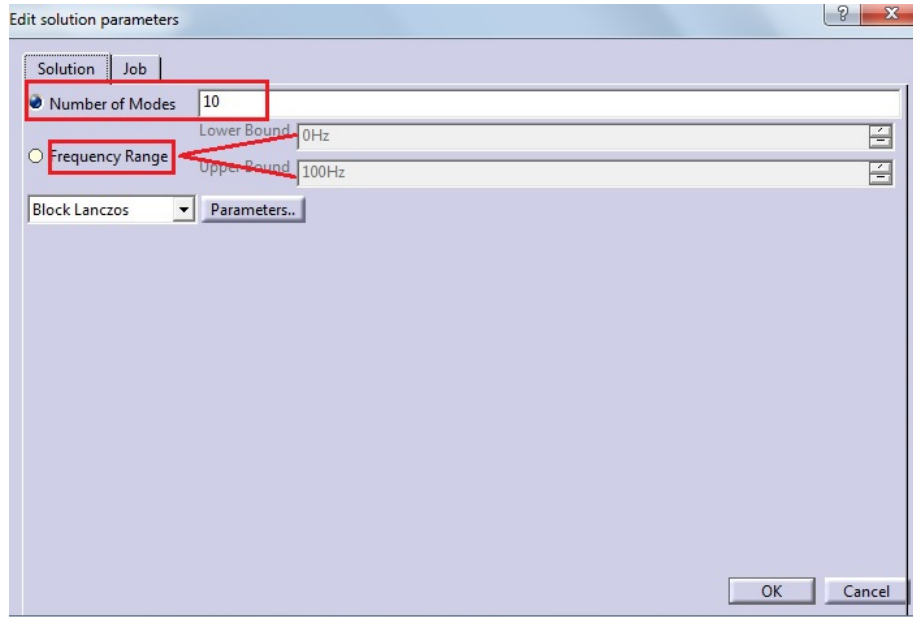 Edit solution parameters
Solution Job
Number of Modes 10
Lower Bound 0Hz
Frequency Range
Upper Bound 100Hz
Block Lanczos Parameters..
OK Cancel